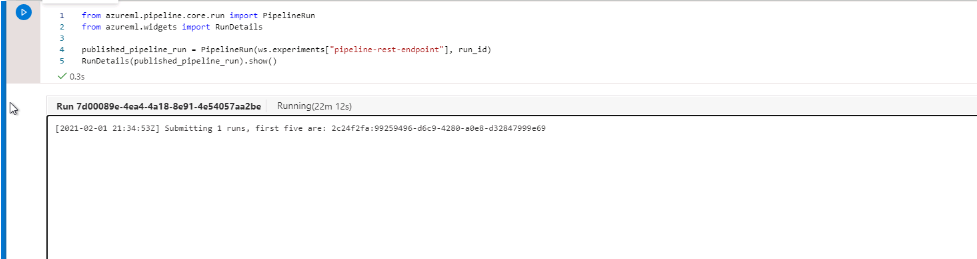 1 from azureml.pipeline.core.run import PipelineRun
2 from azureml.widgets import RunDetails
3
4 published_pipeline_run = PipelineRun(ws.experiments["pipeline-rest-endpoint"], run_id)
5 RunDetails(published_pipeline_run).show()
0.3s
Run 7d00089e-4ea4-4a18-8e91-4e54057aa2be Running(22m 12s)
[2021-02-01 21:34:53Z] Submitting 1 runs, first five are: 2c24f2fa:99259496-d6c9-4280-a0e8-d32847999e69